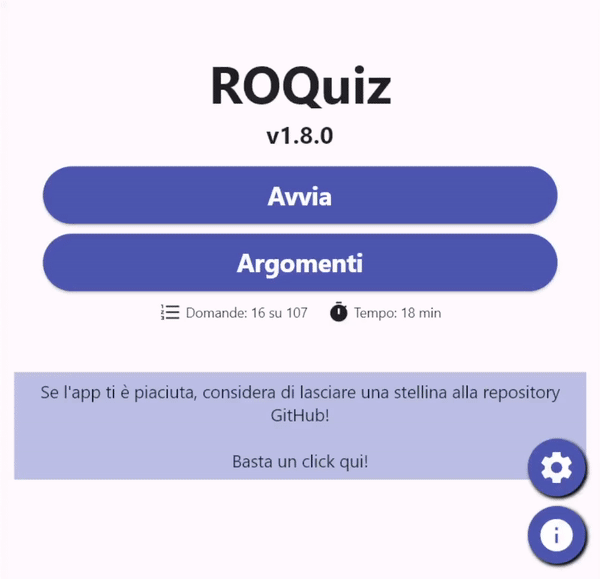 ROQuiz
v1.8.0
Avvia
Argomenti
Domande: 16 su 107 Tempo: 18 min
Se l'app ti è piaciuta, considera di lasciare una stellina alla repository
GitHub!
Basta un click qui!